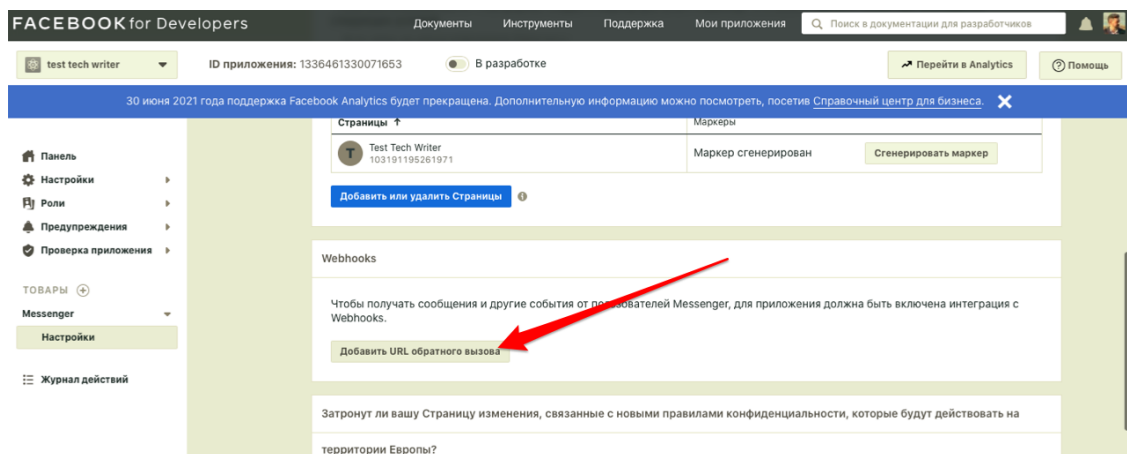 FACEBOOK for Developers
Документы Инструменты Поддержка Мои приложения Поиск в документации для разработчиков
test tech writer ID приложения: 1336461330071653 В разработке Перейти в Analytics Помощь
30 июня 2021 года поддержка Facebook Analytics будет прекращена. Дополнительную информацию можно посмотреть, посетив Справочный центр для бизнеса.
Панель
Настройки
Роли
Предупреждения
Проверка приложения
ТОВАРЫ
Messenger
Настройки
Журнал действий
Страницы Маркеры
T
Test Tech Writer
103191195261971
Маркер сгенерирован Сгенерировать маркер
Добавить или удалить Страницы
Webhooks
Чтобы получать сообщения и другие события от пользователей Messenger, для приложения должна быть включена интеграция с
Webhooks.
Добавить URL обратного вызова
Затронут ли вашу Страницу изменения, связанные с новыми правилами конфиденциальности, которые будут действовать на
территории Европы?